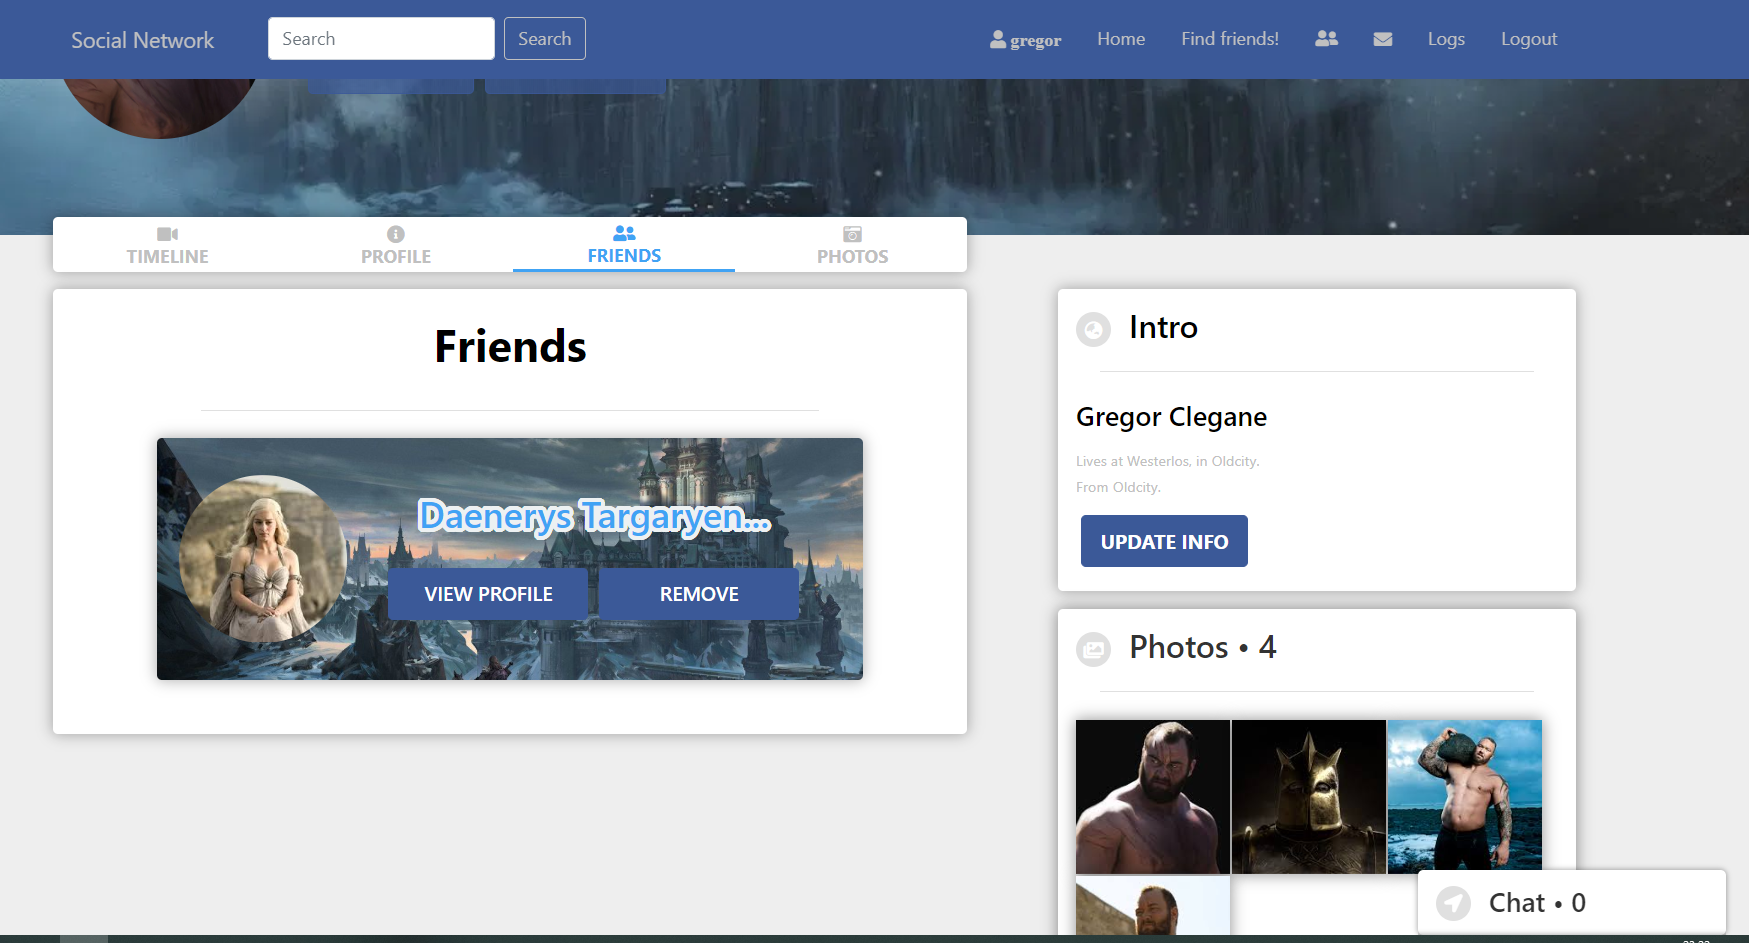 Social Network
Search
Search
gregor
Home
Find friends!
Logs
Logout
TIMELINE
PROFILE
FRIENDS
PHOTOS
Friends
Daenerys Targaryen...
VIEW PROFILE
REMOVE
Intro
Gregor Clegane
Lives at Westerlos, in Oldcity.
From Oldcity.
UPDATE INFO
Photos • 4
Chat • 0